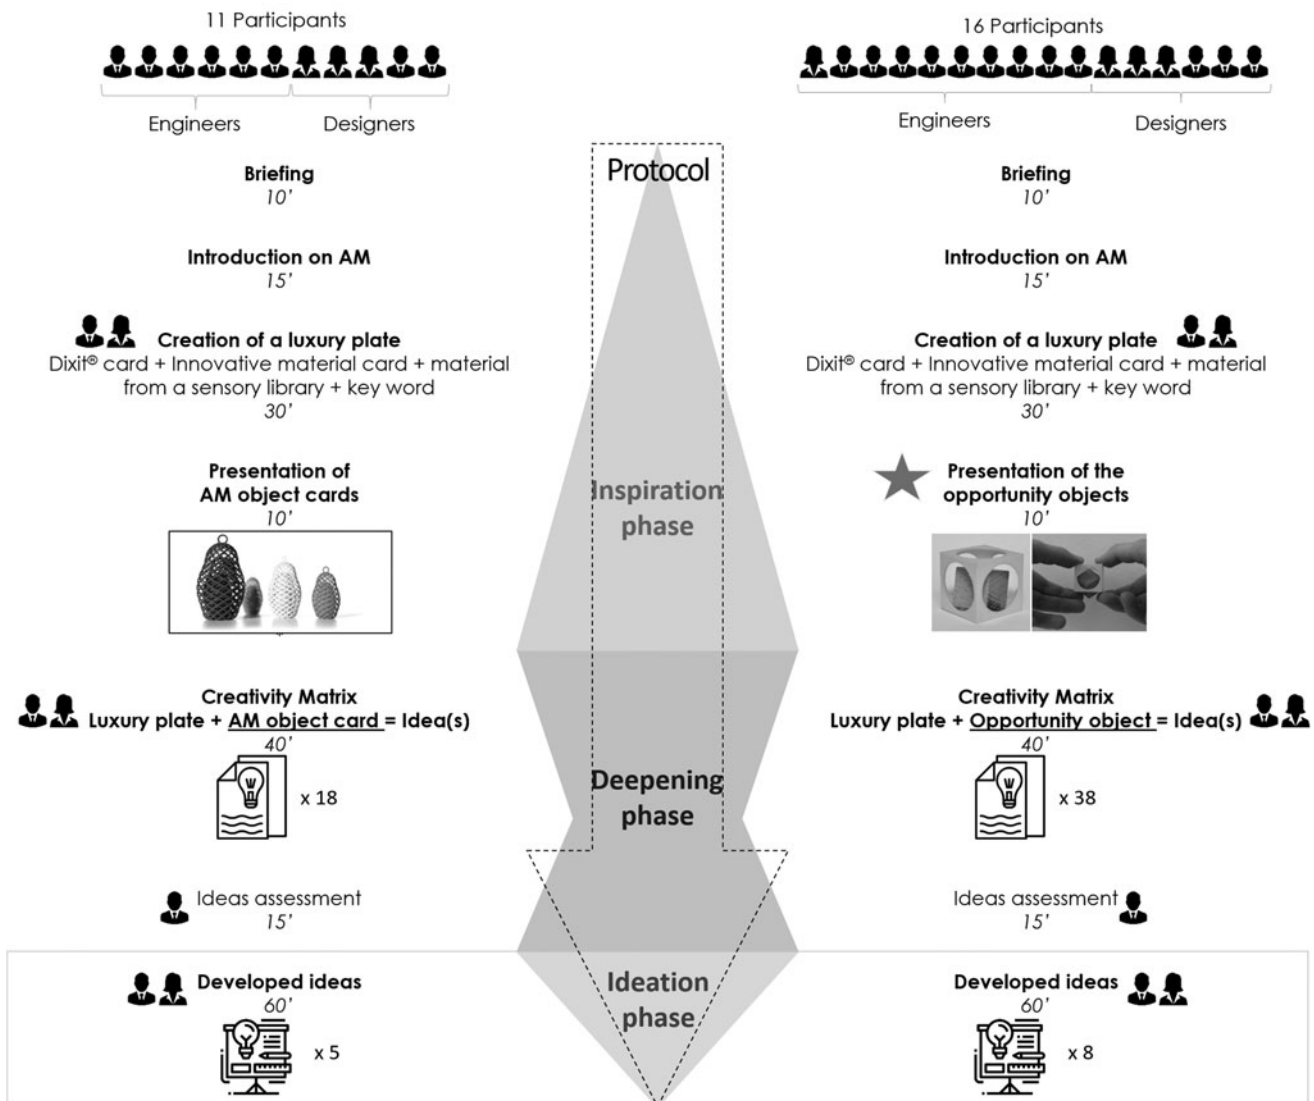 11 Participants
Engineers
Designers
Briefing
10'
Introduction on AM
15'
Creation of a luxury plate
Dixit® card + Innovative material card + material
from a sensory library + key word
30'
Presentation of
AM object cards
10'
Creativity Matrix
Luxury plate + AM object card = Idea(s)
40'
x 18
Ideas assessment
15'
Developed ideas
60'
x 5
Protocol
Inspiration
phase
Deepening
phase
Ideation
phase
16 Participants
Engineers
Designers
Briefing
10'
Introduction on AM
15'
Creation of a luxury plate
Dixit® card + Innovative material card + material
from a sensory library + key word
30'
Presentation of the
opportunity objects
10'
Creativity Matrix
Luxury plate + Opportunity object = Idea(s)
40'
x 38
Ideas assessment
15'
Developed ideas
60'
x 8